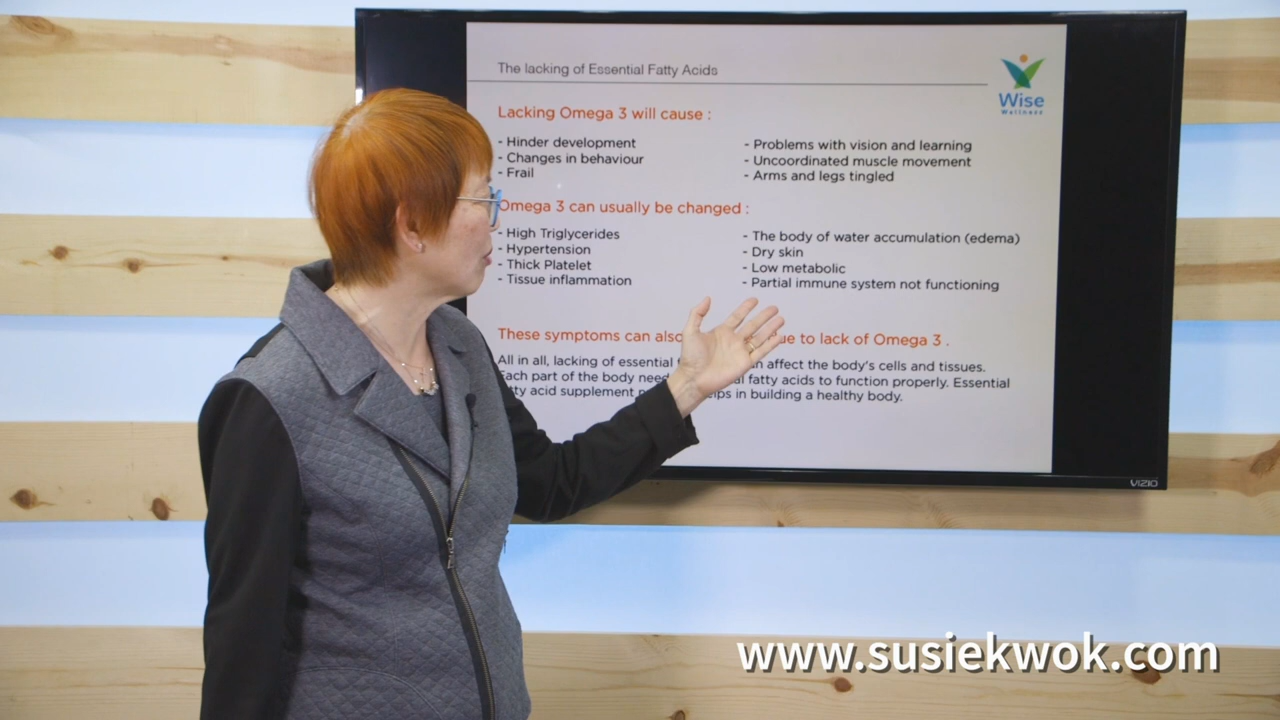 The lacking of Essential Fatty Acids
Wise
Wellness
Lacking Omega 3 will cause :
- Hinder development
- Changes in behaviour
- Frail
- Problems with vision and learning
- Uncoordinated muscle movement
- Arms and legs tingled
Omega 3 can usually be changed :
- High Triglycerides
- Hypertension
- Thick Platelet
- Tissue inflammation
- The body of water accumulation (edema)
- Dry skin
- Low metabolic
- Partial immune system not functioning
These symptoms can also to lack of Omega 3 .
All in all, lacking of essential affect the body's cells and tissues.
Each part of the body fatty acids to function properly. Essential
acid supplement in building a healthy body.
VIZIO
www.susiekwok.com